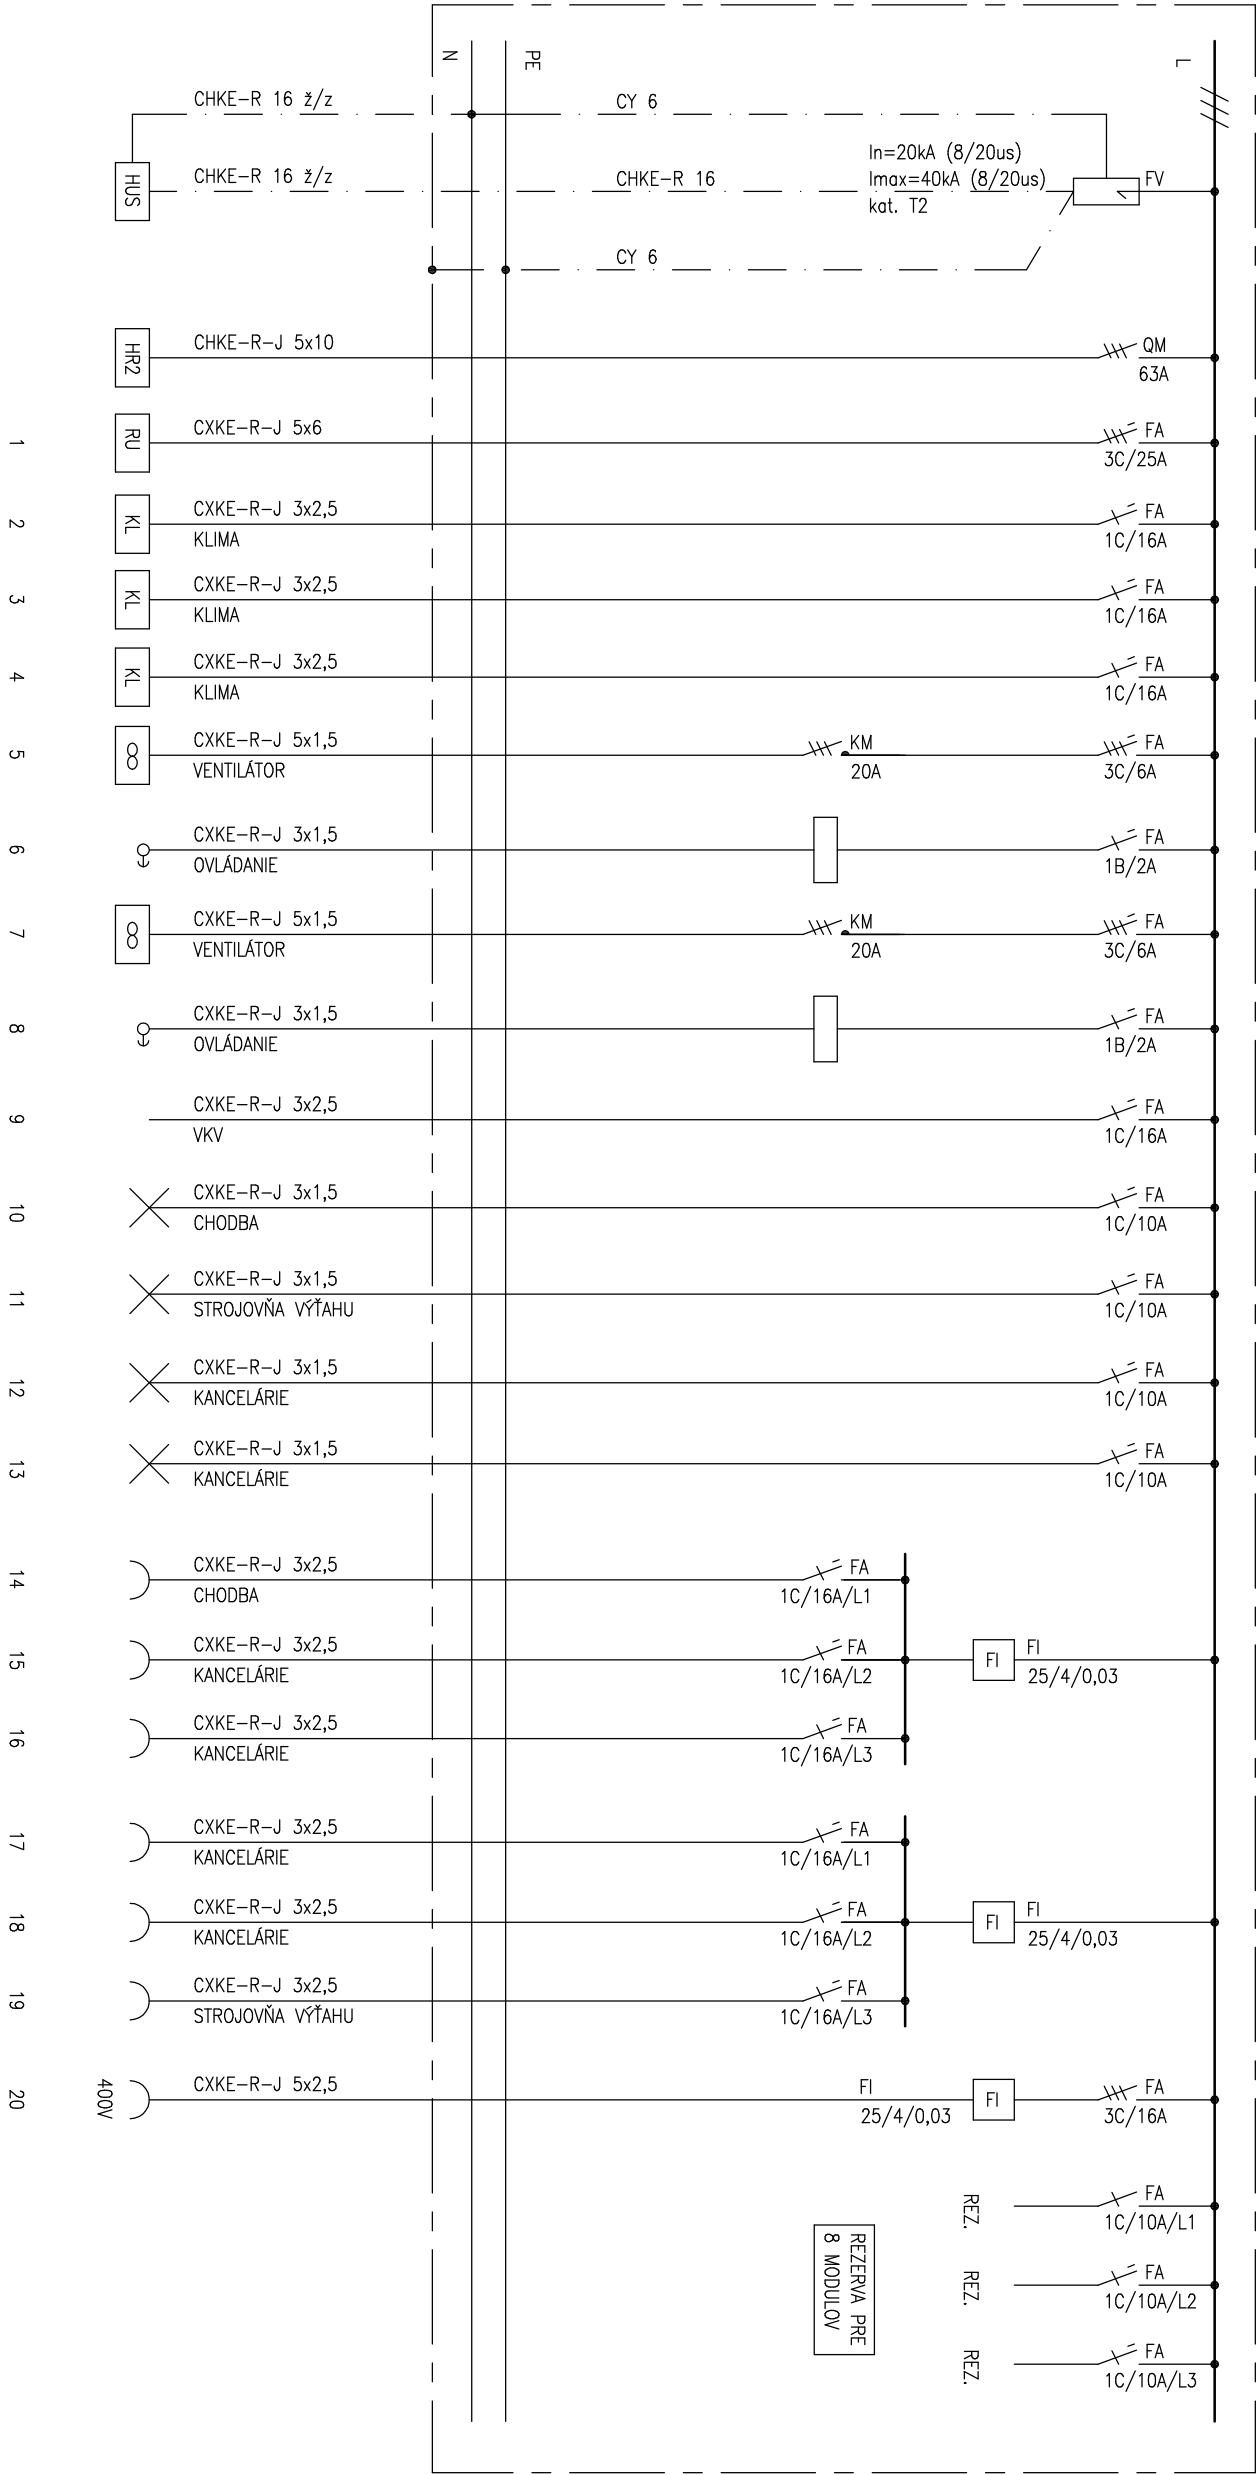 N
PE
L
CHKE-R 16 ž/z
CY 6
HUS
CHKE-R 16 ž/z
CHKE-R 16
In=20kA (8/20us)
Imax=40kA (8/20us)
kat. T2
FV
CY 6
HR2
CHKE-R-J 5x10
QM
63A
1
RU
CXKE-R-J 5x6
FA
3C/25A
2
KL
CXKE-R-J 3x2,5
KLIMA
FA
1C/16A
3
KL
CXKE-R-J 3x2,5
KLIMA
FA
1C/16A
4
KL
CXKE-R-J 3x2,5
KLIMA
FA
1C/16A
5
CXKE-R-J 5x1,5
VENTILÁTOR
KM
20A
FA
3C/6A
6
CXKE-R-J 3x1,5
OVLÁDANIE
FA
1B/2A
7
CXKE-R-J 5x1,5
VENTILÁTOR
KM
20A
FA
3C/6A
8
CXKE-R-J 3x1,5
OVLÁDANIE
FA
1B/2A
9
CXKE-R-J 3x2,5
VKV
FA
1C/16A
10
CXKE-R-J 3x1,5
CHODBA
FA
1C/10A
11
CXKE-R-J 3x1,5
STROJOVŇA VÝŤAHU
FA
1C/10A
12
CXKE-R-J 3x1,5
KANCELÁRIE
FA
1C/10A
13
CXKE-R-J 3x1,5
KANCELÁRIE
FA
1C/10A
14
CXKE-R-J 3x2,5
CHODBA
FA
1C/16A/L1
15
CXKE-R-J 3x2,5
KANCELÁRIE
FA
1C/16A/L2
FI
FI
25/4/0,03
16
CXKE-R-J 3x2,5
KANCELÁRIE
FA
1C/16A/L3
17
CXKE-R-J 3x2,5
KANCELÁRIE
FA
1C/16A/L1
18
CXKE-R-J 3x2,5
KANCELÁRIE
FA
1C/16A/L2
FI
FI
25/4/0,03
19
CXKE-R-J 3x2,5
STROJOVŇA VÝŤAHU
FA
1C/16A/L3
20
400V
CXKE-R-J 5x2,5
FI
25/4/0,03
FI
FA
3C/16A
REZ.
FA
1C/10A/L1
REZERVA PRE
8 MODULOV
REZ.
FA
1C/10A/L2
REZ.
FA
1C/10A/L3